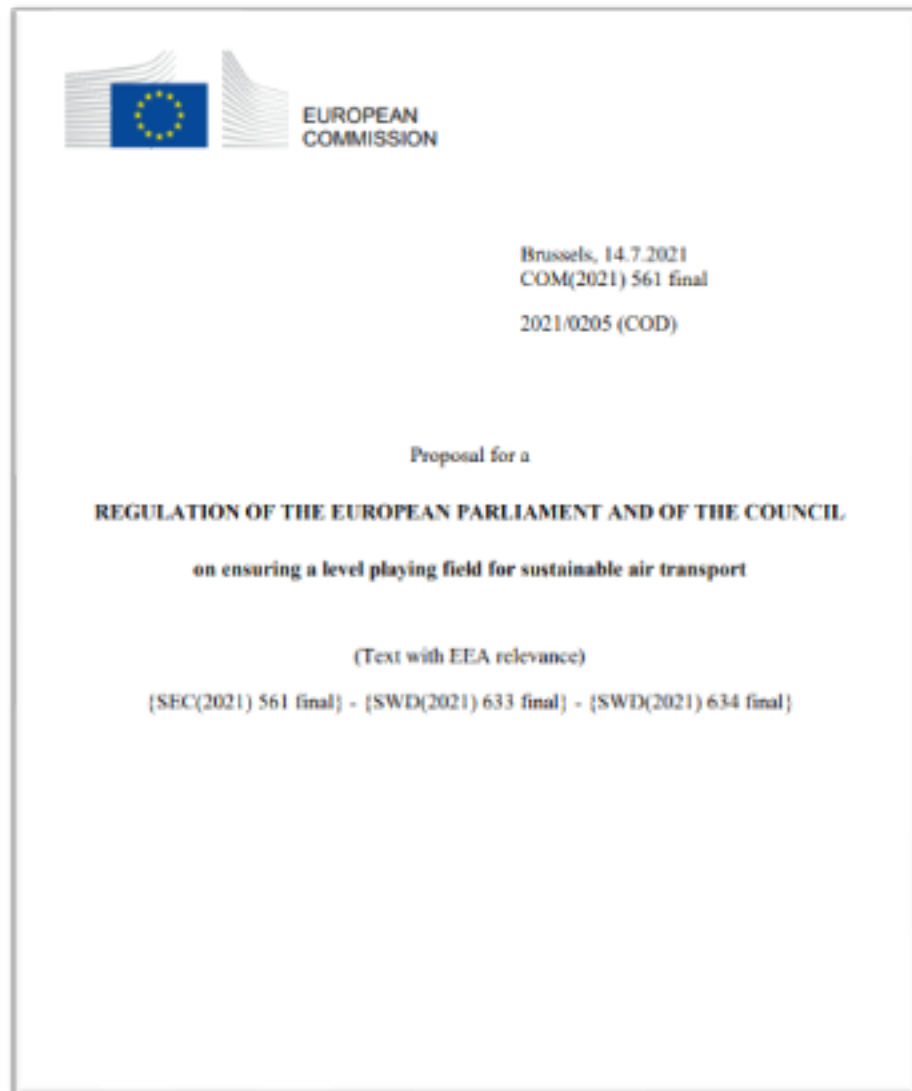 EUROPEAN
COMMISSION
Brussels, 14.7.2021
COM(2021) 561 final
2021/0205 (COD)
Proposal for a
REGULATION OF THE EUROPEAN PARLIAMENT AND OF THE COUNCIL
on ensuring a level playing field for sustainable air transport
(Text with EEA relevance)
{SEC(2021) 561 final} - {SWD(2021) 633 final} - {SWD(2021) 634 final}